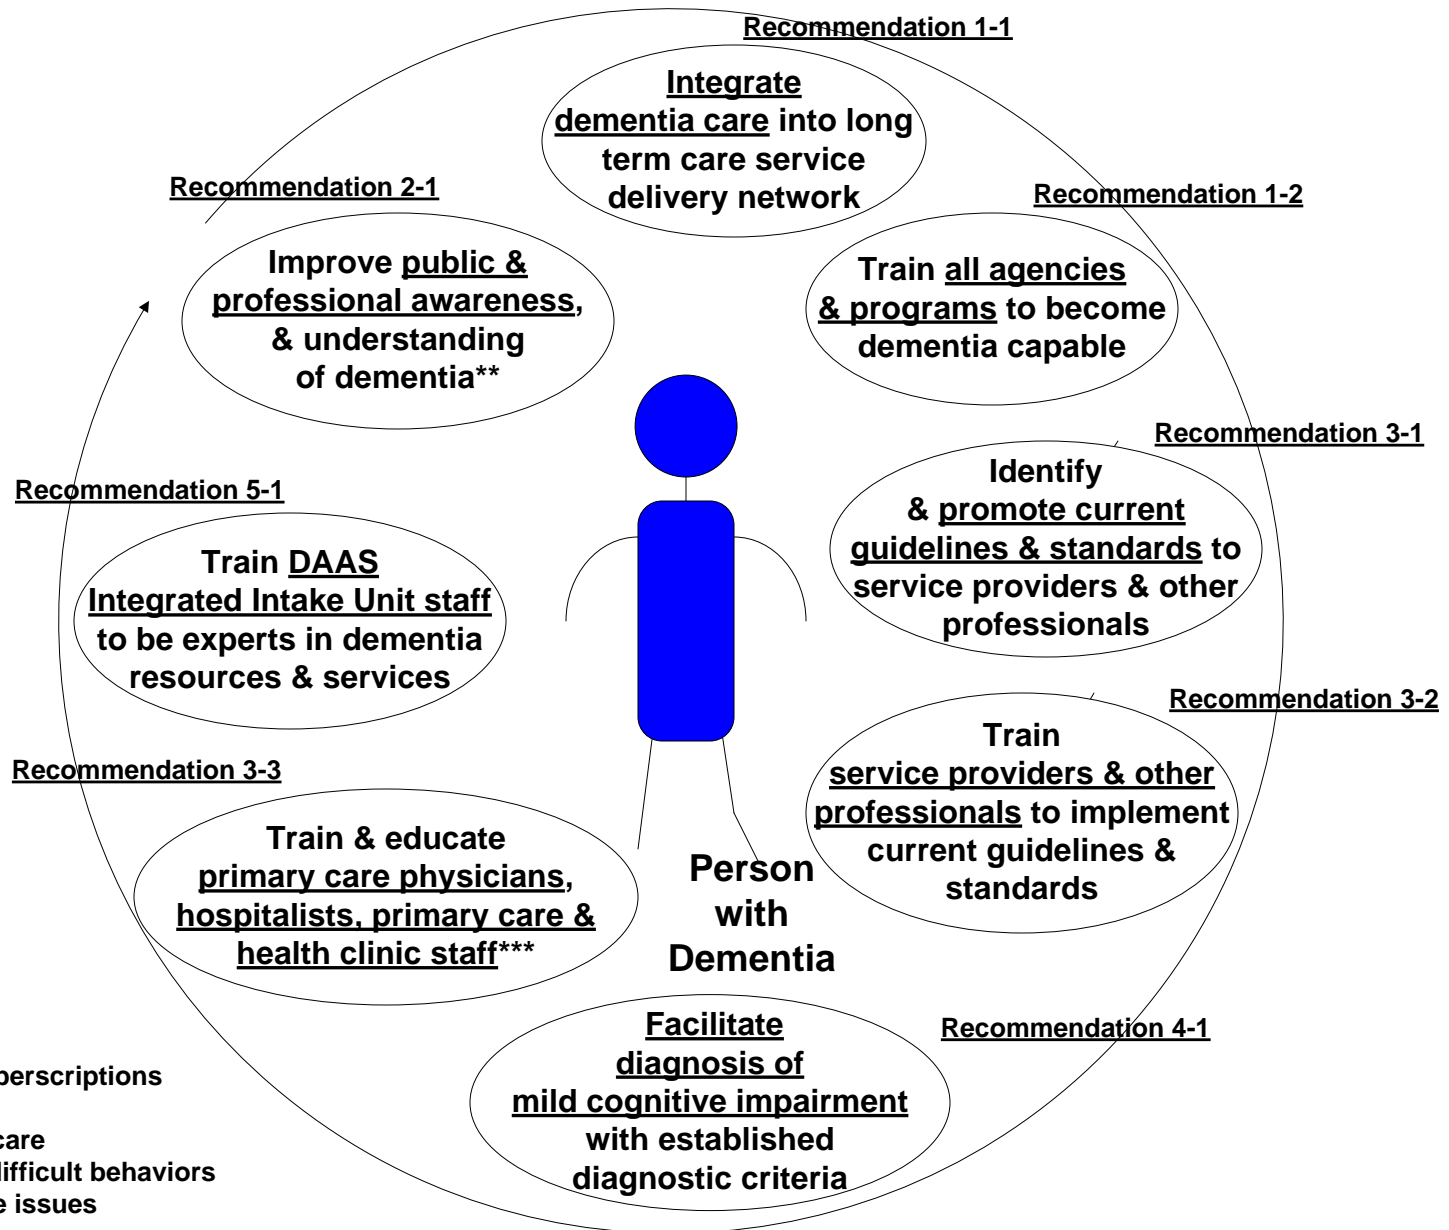 Recommendation 1-1
Integrate
dementia care into long
term care service
delivery network
Recommendation 1-2
Train all agencies
& programs to become
dementia capable
Recommendation 3-1
Identify
& promote current
guidelines & standards to
service providers & other
professionals
Recommendation 3-2
Train
service providers & other
professionals to implement
current guidelines &
standards
Recommendation 4-1
Facilitate
diagnosis of
mild cognitive impairment
with established
diagnostic criteria
Recommendation 3-3
Train & educate
primary care physicians,
hospitalists, primary care &
health clinic staff***
Recommendation 5-1
Train DAAS
Integrated Intake Unit staff
to be experts in dementia
resources & services
Recommendation 2-1
Improve public &
professional awareness,
& understanding
of dementia**
Person
with
Dementia
perscriptions
care
difficult behaviors
issues